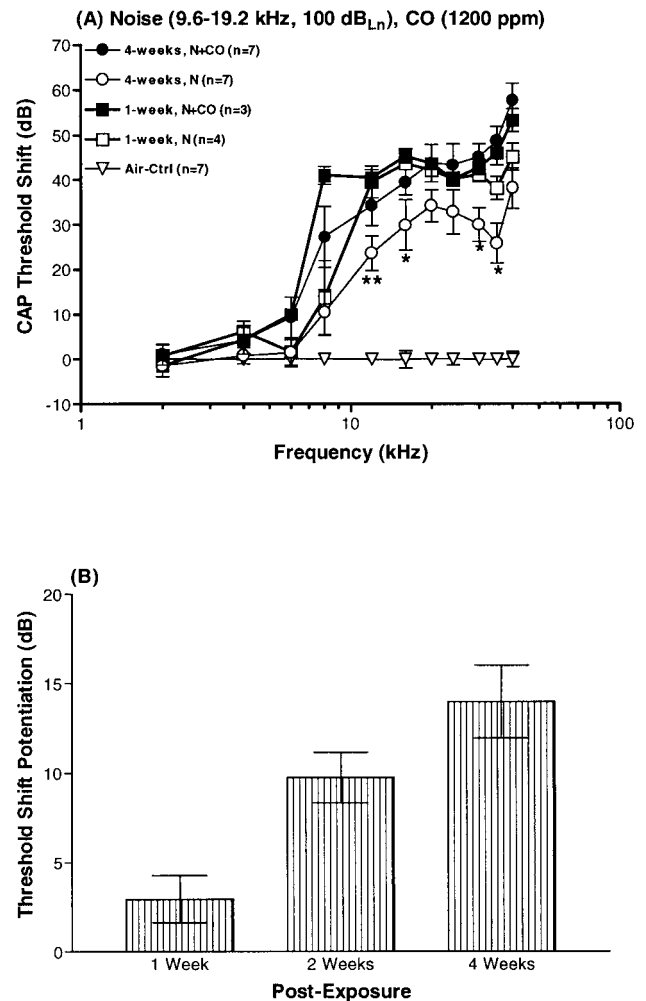 (A) Noise (9.6-19.2 kHz, 100 dBLn), CO (1200 ppm)
70
60
50
40
30
20
10
0
-10
CAP Threshold Shift (dB)
4-weeks, N+CO (n=7)
4-weeks, N (n=7)
1-week, N+CO (n=3)
1-week, N (n=4)
Air-Ctrl (n=7)
**
*
*
*
1
10
100
Frequency (kHz)
(B)
20
15
10
5
0
Threshold Shift Potentiation (dB)
1 Week
2 Weeks
4 Weeks
Post-Exposure